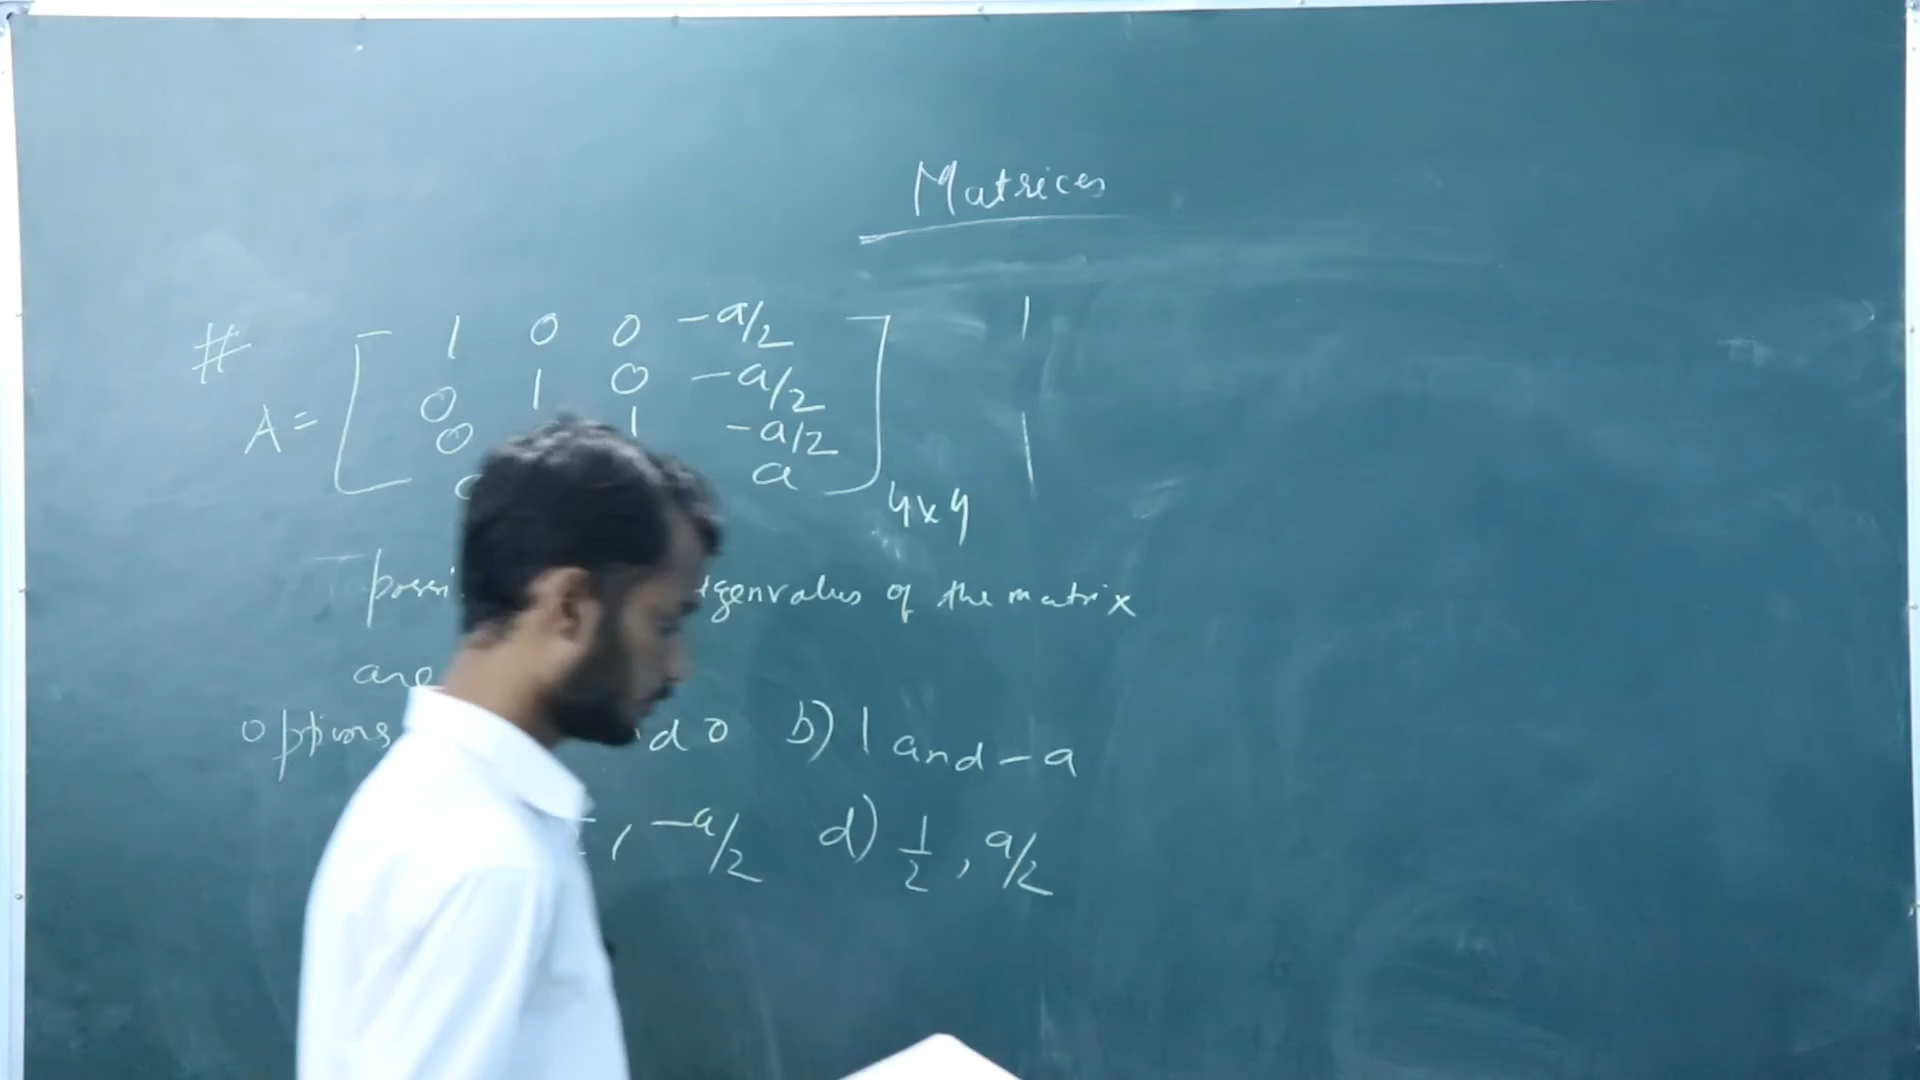 Matrices
# 1 0 0 -a/2
0 1 0 -a/2
A = 0 1 -a/2
a
4x4
possi genvalues of the matrix
are
options d 0 b) 1 and -a
, -a/2 d) 1/2, a/2